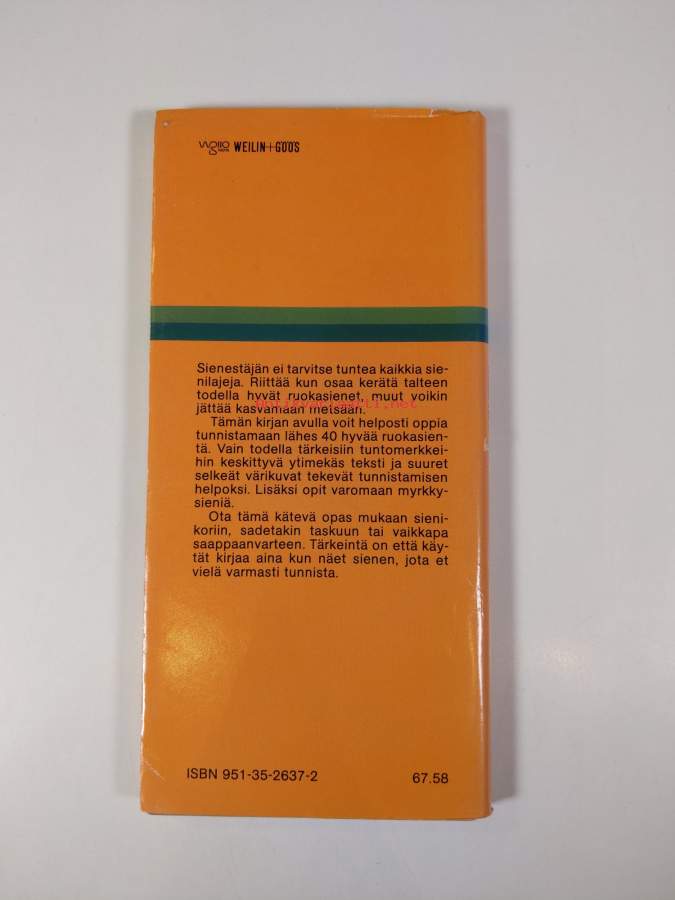 WEILIN+GÖÖS
Sienestäjän ei tarvitse tuntea kaikkia sie-
nilajeja. Riittää kun osaa kerätä talteen
todella hyvät ruokasienet, muut voikin
jättää kasvamaan metsään.
Tämän kirjan avulla voit helposti oppia
tunnistamaan lähes 40 hyvää ruokasien-
tä. Vain todella tärkeisiin tuntomerkkei-
hin keskittyvä ytimekäs teksti ja suuret
selkeät värikuvat tekevät tunnistamisen
helpoksi. Lisäksi opit varomaan myrkky-
sieniä.
Ota tämä kätevä opas mukaan sieni-
koriin, sadetakin taskuun tai vaikkapa
saappaanvarteen. Tärkeintä on että käy-
tät kirjaa aina kun näet sienen, jota et
vielä varmasti tunnista.
ISBN 951-35-2637-2 67.58